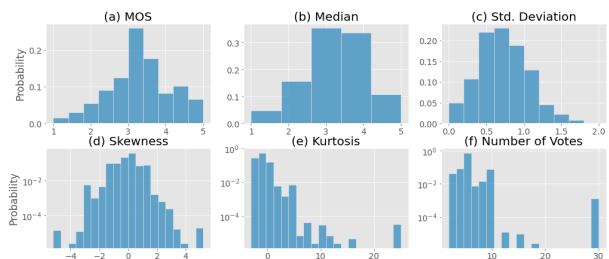 (a) MOS
(b) Median
(c) Std. Deviation
Probability
0.2
0.1
0.0
1 2 3 4 5
0.3
0.2
0.1
0.0
1 2 3 4 5
0.20
0.15
0.10
0.05
0.00
0.0 0.5 1.0 1.5 2.0
(d) Skewness
(e) Kurtosis
(f) Number of Votes
Probability
10⁻²
10⁻⁴
−4 −2 0 2 4
10⁰
10⁻²
10⁻⁴
0 10 20
10⁰
10⁻²
10⁻⁴
10 20 30